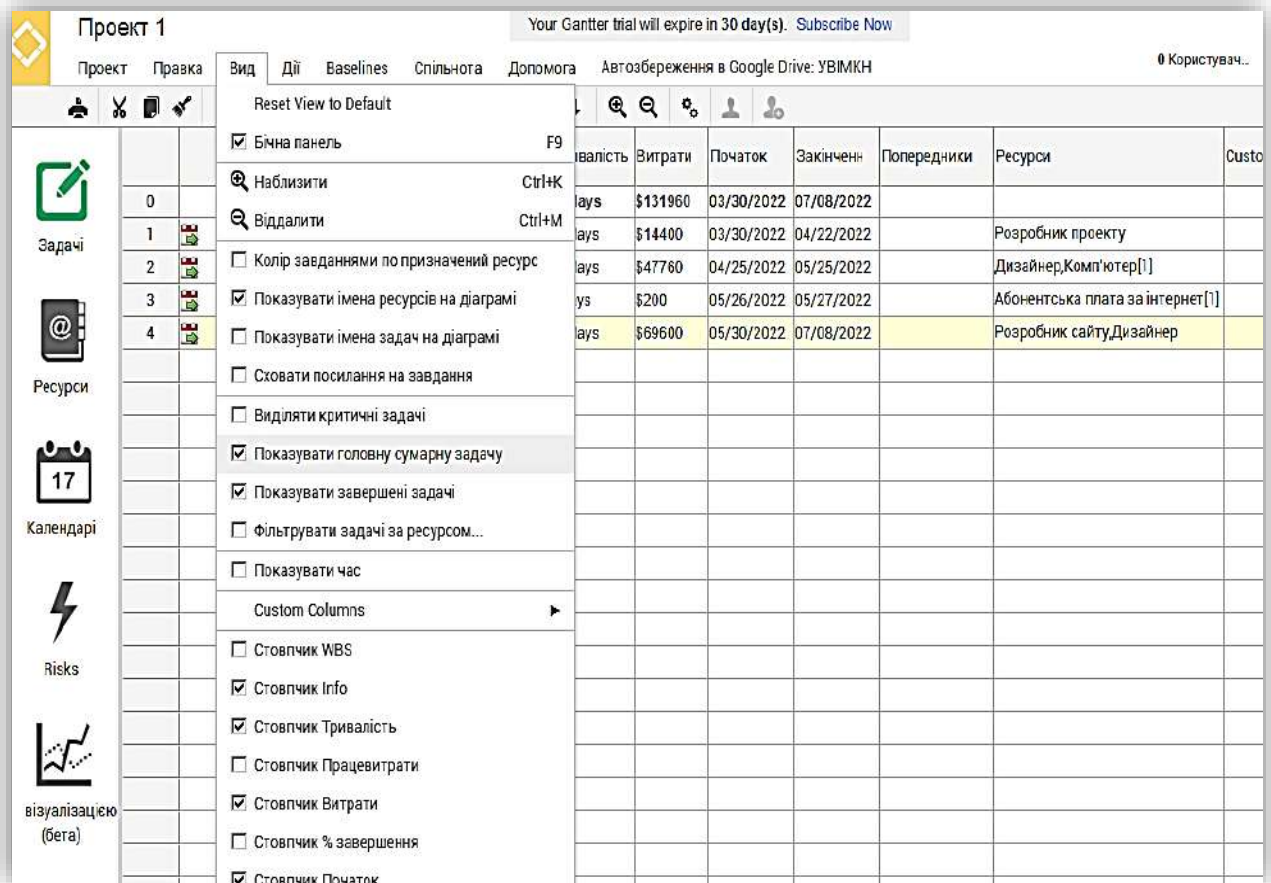 Проект 1
Your Gantter trial will expire in 30 day(s). Subscribe Now
Проект Правка Вид Дії Baselines Спільнота Допомога Автозбереження в Google Drive: УВІМКН
0 Користувач...
Задачі
Ресурси
17
Календарі
Risks
візуалізацією
(бета)
Reset View to Default
Бічна панель F9
Наблизити Ctrl+K
Віддалити Ctrl+M
Колір завданнями по призначений ресурс
Показувати імена ресурсів на діаграмі
Показувати імена задач на діаграмі
Сховати посилання на завдання
Виділяти критичні задачі
Показувати головну сумарну задачу
Показувати завершені задачі
Фільтрувати задачі за ресурсом...
Показувати час
Custom Columns
Стовпчик WBS
Стовпчик Info
Стовпчик Тривалість
Стовпчик Працевитрати
Стовпчик Витрати
Стовпчик % завершення
Стовпчик Початок
ивалість Витрати Початок Закінченн Попередники Ресурси Custo
0 lays $131960 03/30/2022 07/08/2022
1 lays $14400 03/30/2022 04/22/2022 Розробник проекту
2 lays $47760 04/25/2022 05/25/2022 Дизайнер,Комп'ютер[1]
3 ys $200 05/26/2022 05/27/2022 Абонентська плата за інтернет[1]
4 lays $69600 05/30/2022 07/08/2022 Розробник сайту,Дизайнер